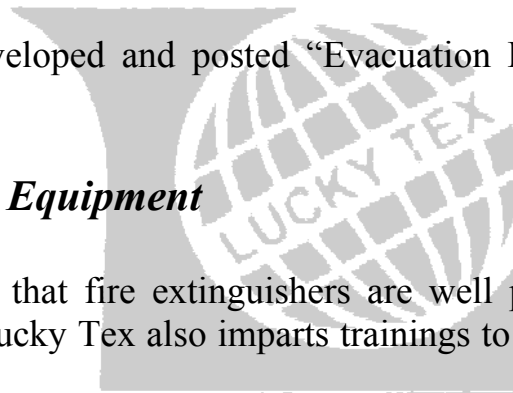 veloped and posted “Evacuation
LUCKY TEX
Equipment
that fire extinguishers are well
ucky Tex also imparts trainings to